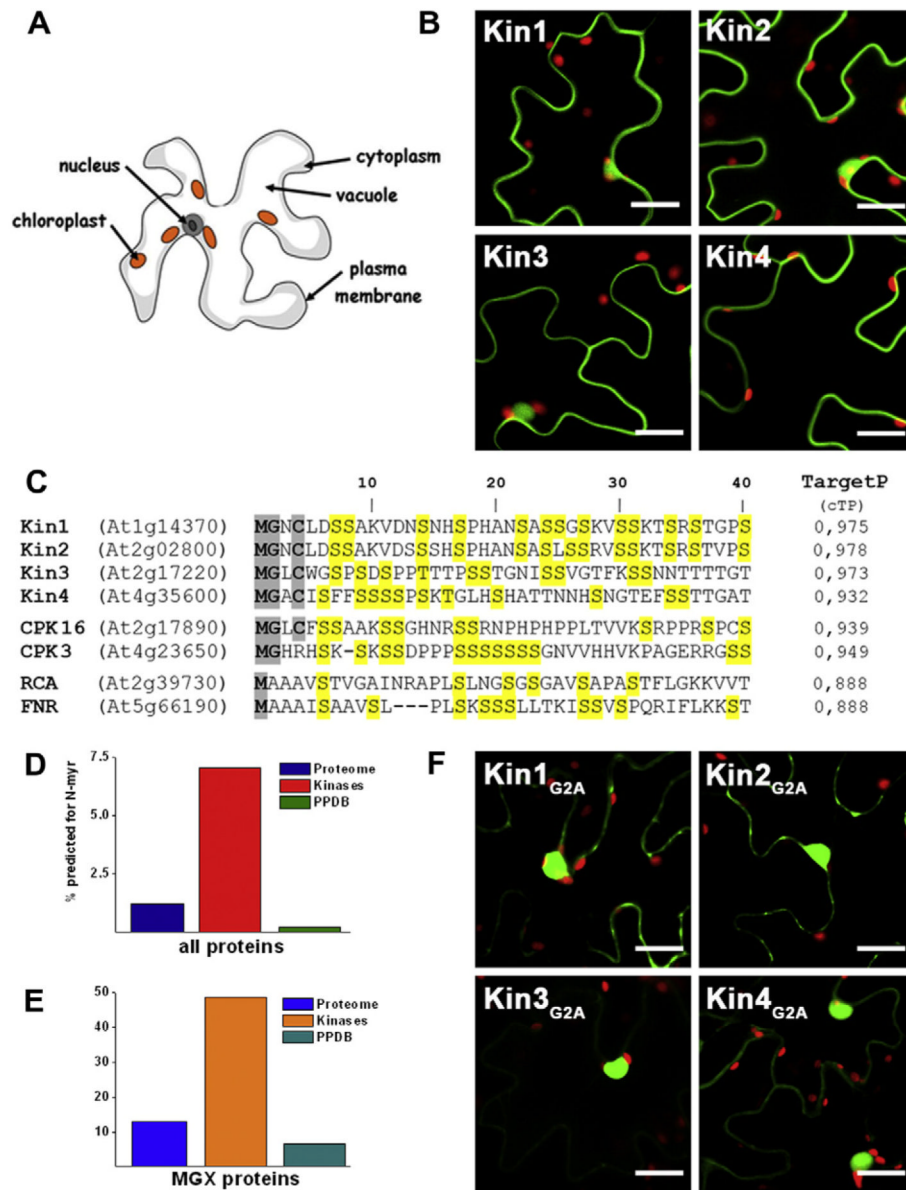 A
nucleus
chloroplast
cytoplasm
vacuole
plasma
membrane
B
Kin1
Kin2
Kin3
Kin4
C
10 20 30 40 TargetP
(cTP)
Kin1 (At1g14370) MGNCLDSSAKVDNSNHSPHANSASSGSKVSSKTSRSTGPS 0,975
Kin2 (At2g02800) MGNCLDSSAKVDSSSHSPHANSASLSSRVSSKTSRSTVPS 0,978
Kin3 (At2g17220) MGLCWGSPSDSPPTTTPSSTGNISSVGTFKSSNNTTTTGT 0,973
Kin4 (At4g35600) MGACISFFSSSSPSKTGLHSHATTNNHSNGTEFSSTTGAT 0,932
CPK16 (At2g17890) MGLCFSSAAKSSGHNRSSRNPHPHPPLTVVKSRPPRSPCS 0,939
CPK3 (At4g23650) MGHRHSK-SKSSDPPPSSSSSSSGNVVHHVKPAGERRGSS 0,949
RCA (At2g39730) MAAAVSTVGAINRAPLSLNGSGSGAVSAPASTFLGKKVVT 0,888
FNR (At5g66190) MAAAISAAVSL---PLSKSSSLLTKISSVSPQRIFLKKST 0,888
D
% predicted for N-myr
7.5
5.0
2.5
Proteome
Kinases
PPDB
all proteins
E
50
40
30
20
10
Proteome
Kinases
PPDB
MGX proteins
F
Kin1G2A
Kin2G2A
Kin3G2A
Kin4G2A